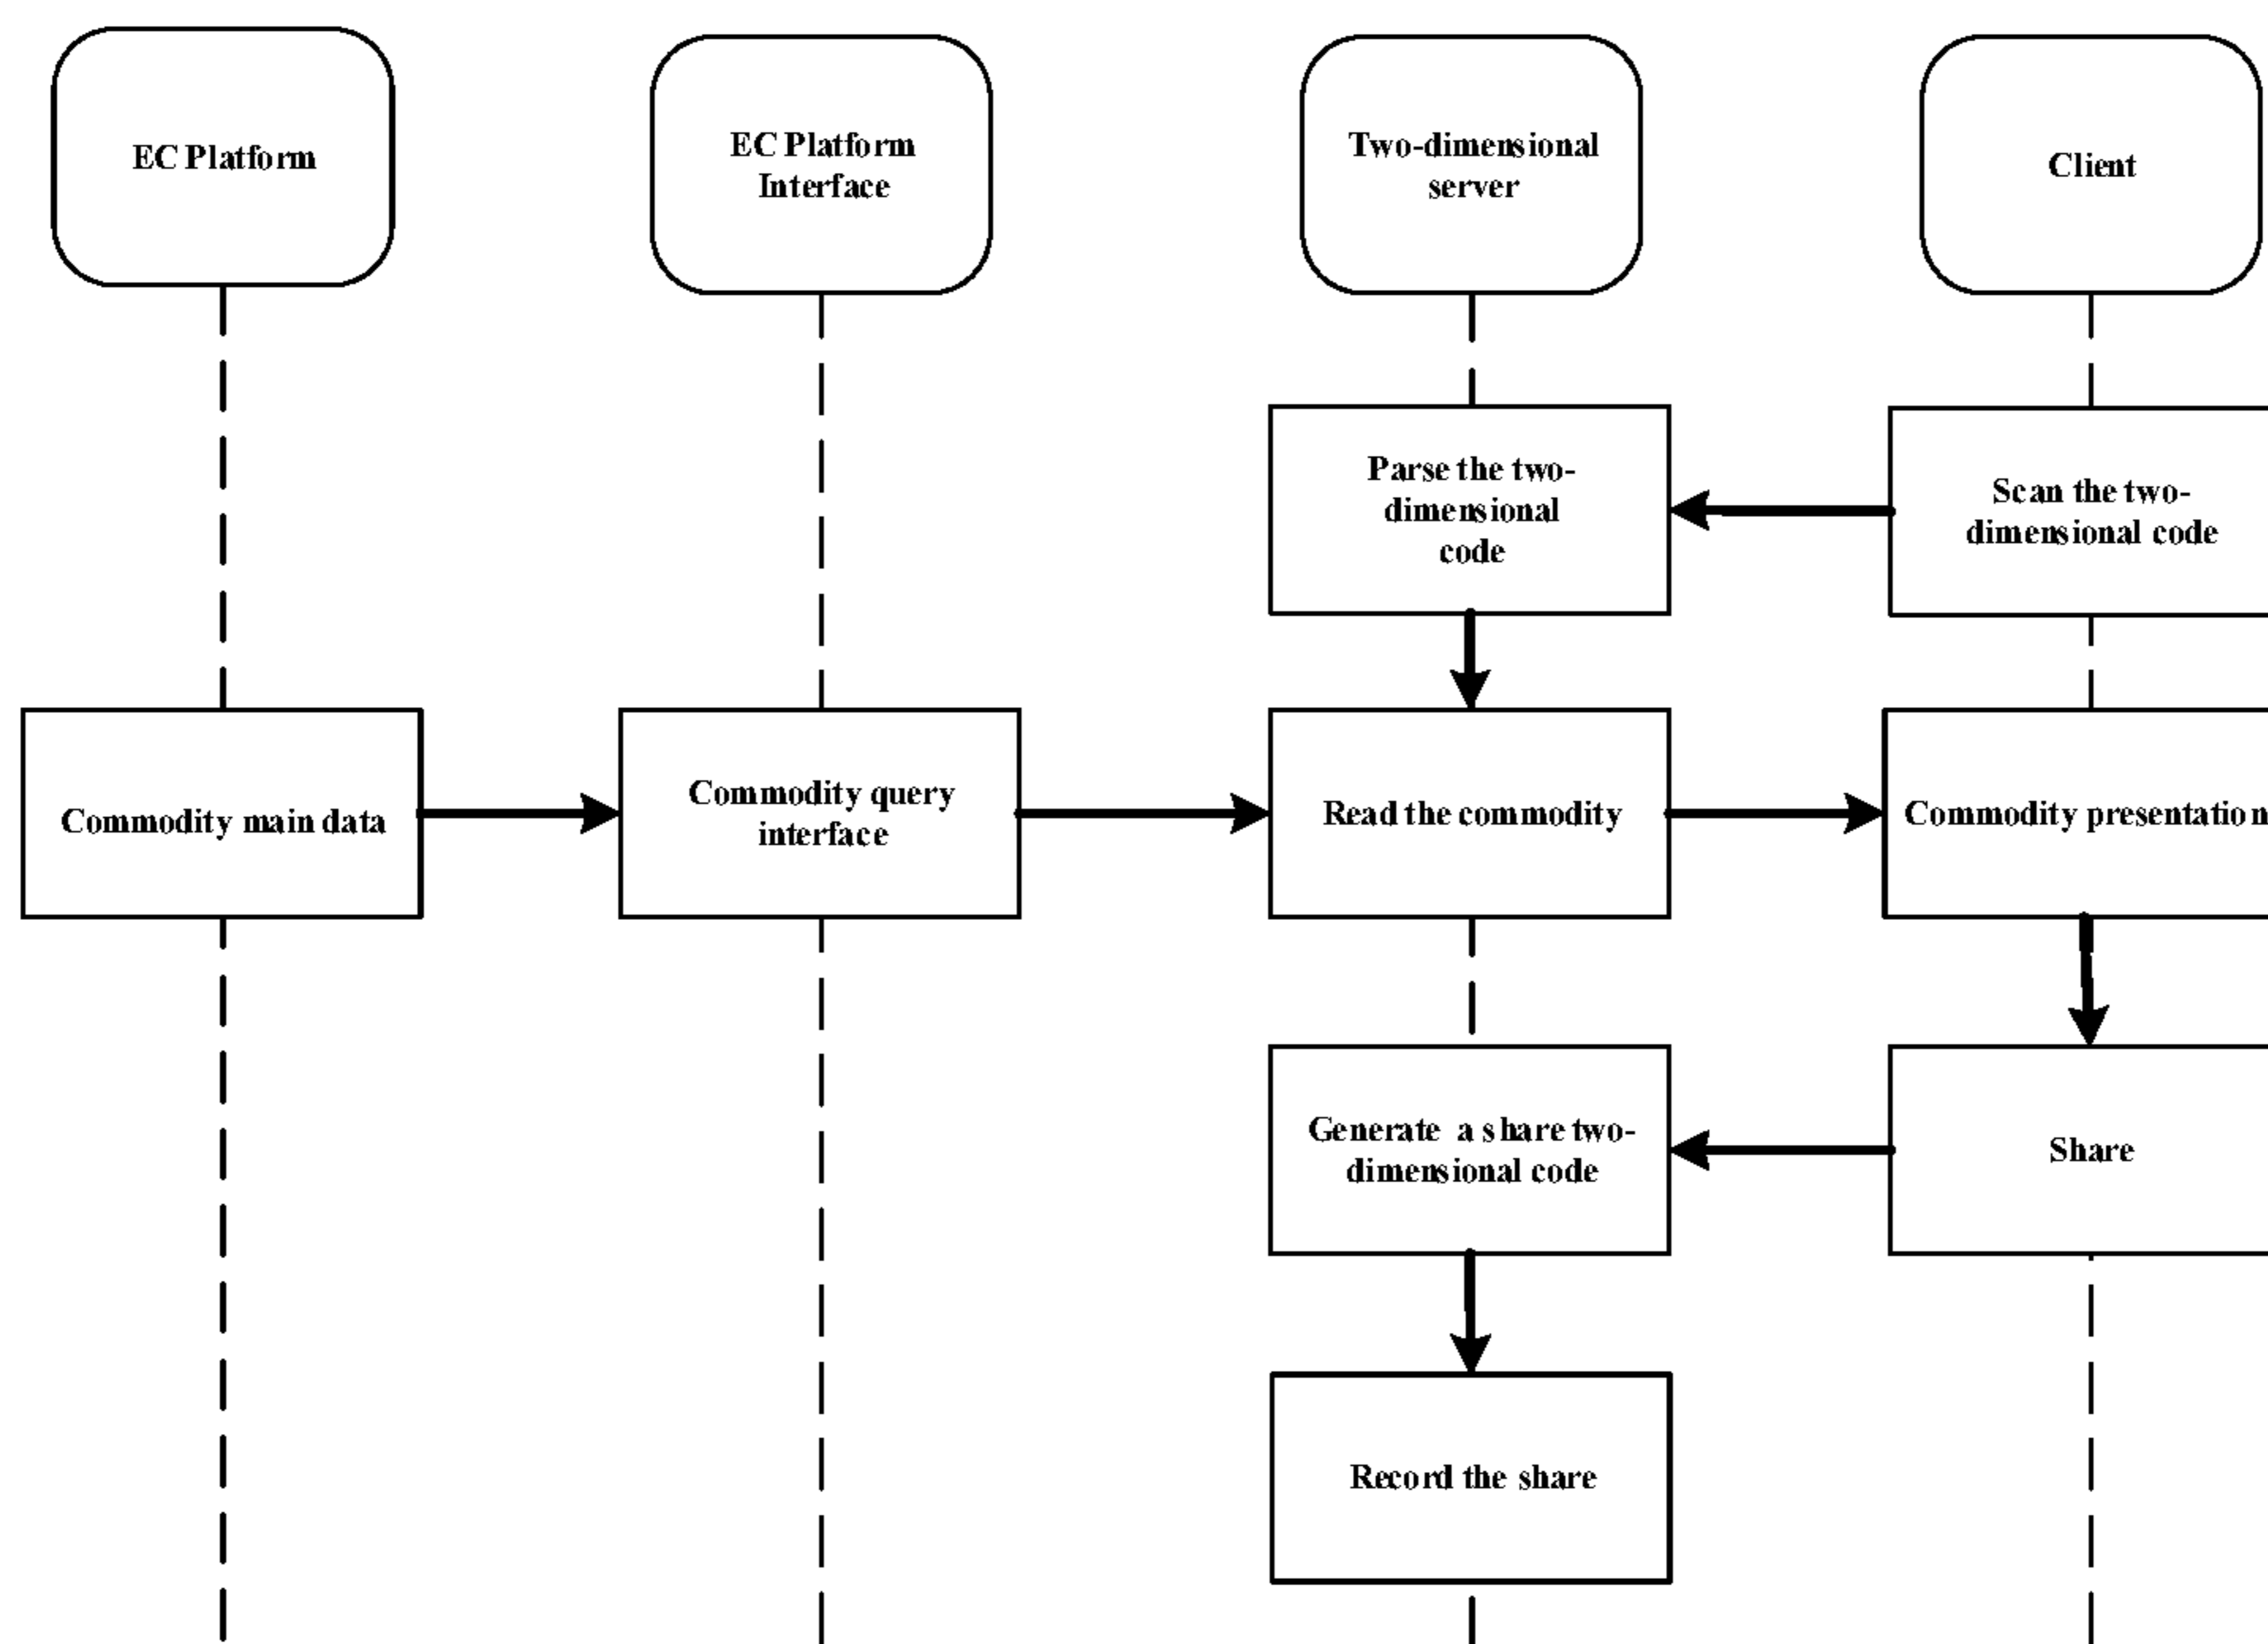 EC Platform
EC Platform
Interface
Two-dimensional
server
Client
Parse the two-
dimensional
code
Scan the two-
dimensional code
Commodity main data
Commodity query
interface
Read the commodity
Commodity presentation
Generate a share two-
dimensional code
Share
Record the share